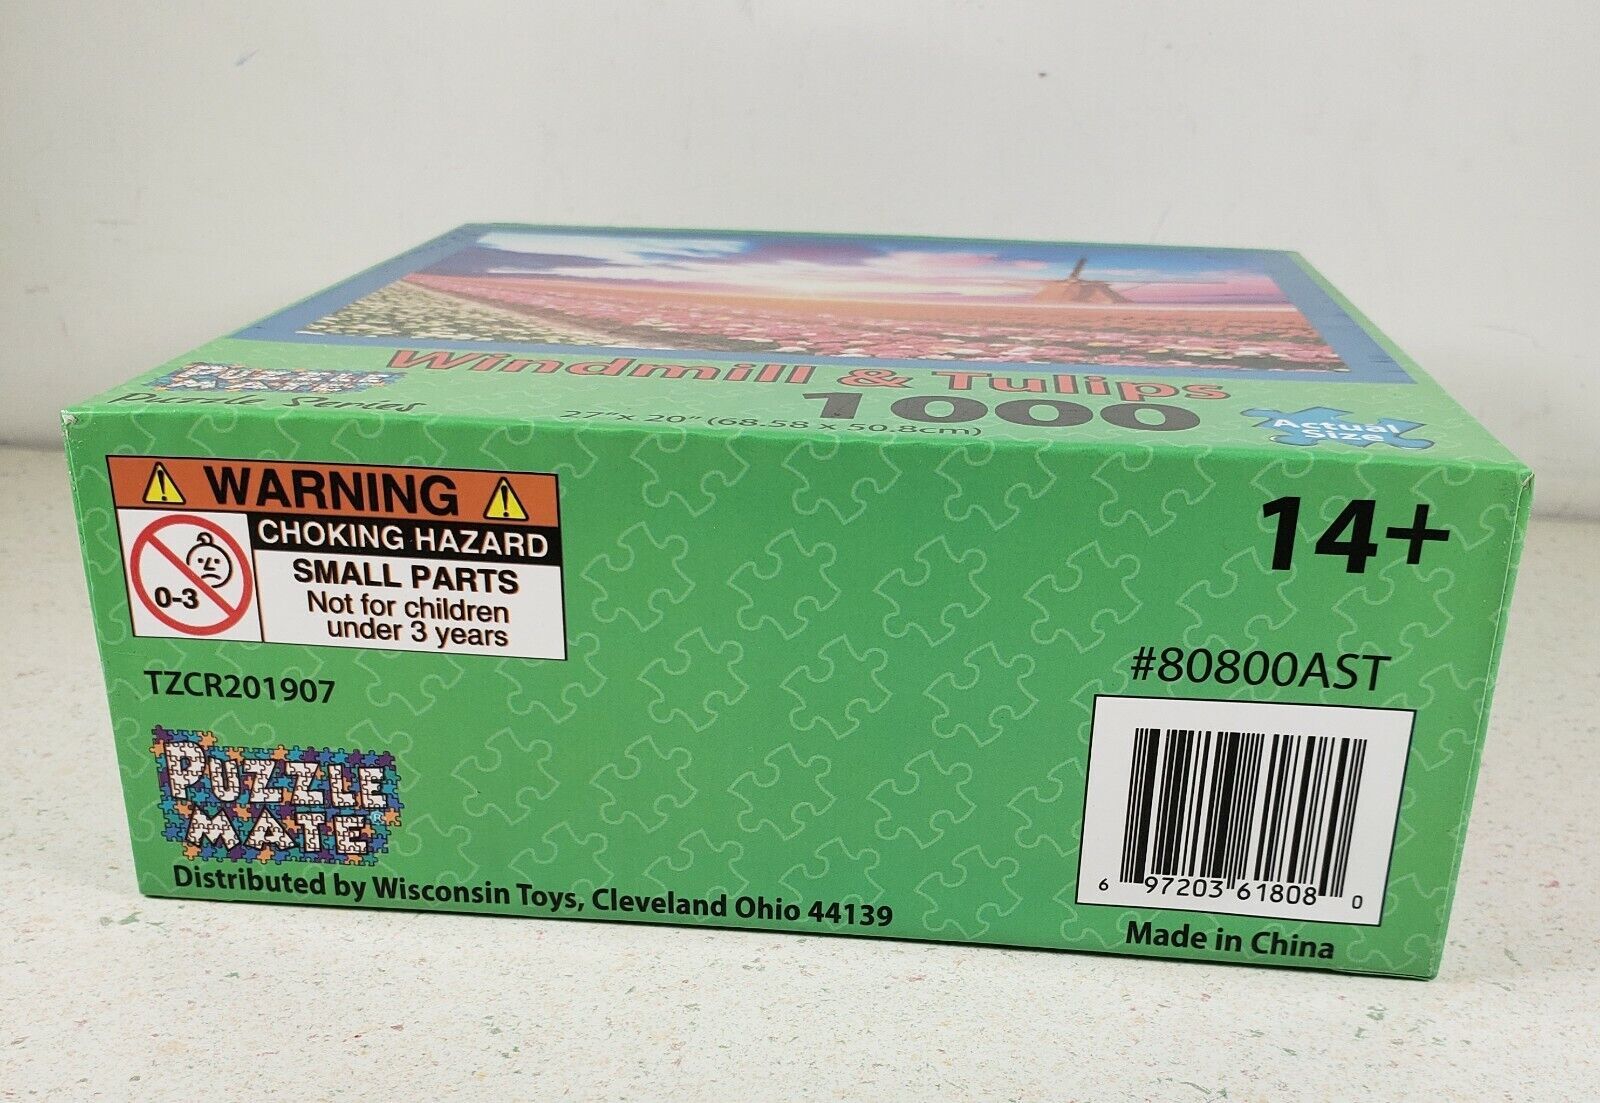 Windmill & Tulips
PUZZLE
MATE
Puzzle Series
27" x 20" (68.58 x 50.8cm)
1000
Actual
Size
WARNING
CHOKING HAZARD
0-3
SMALL PARTS
Not for children
under 3 years
TZCR201907
PUZZLE
MATE®
Distributed by Wisconsin Toys, Cleveland Ohio 44139
14+
#80800AST
6 97203 61808 0
Made in China